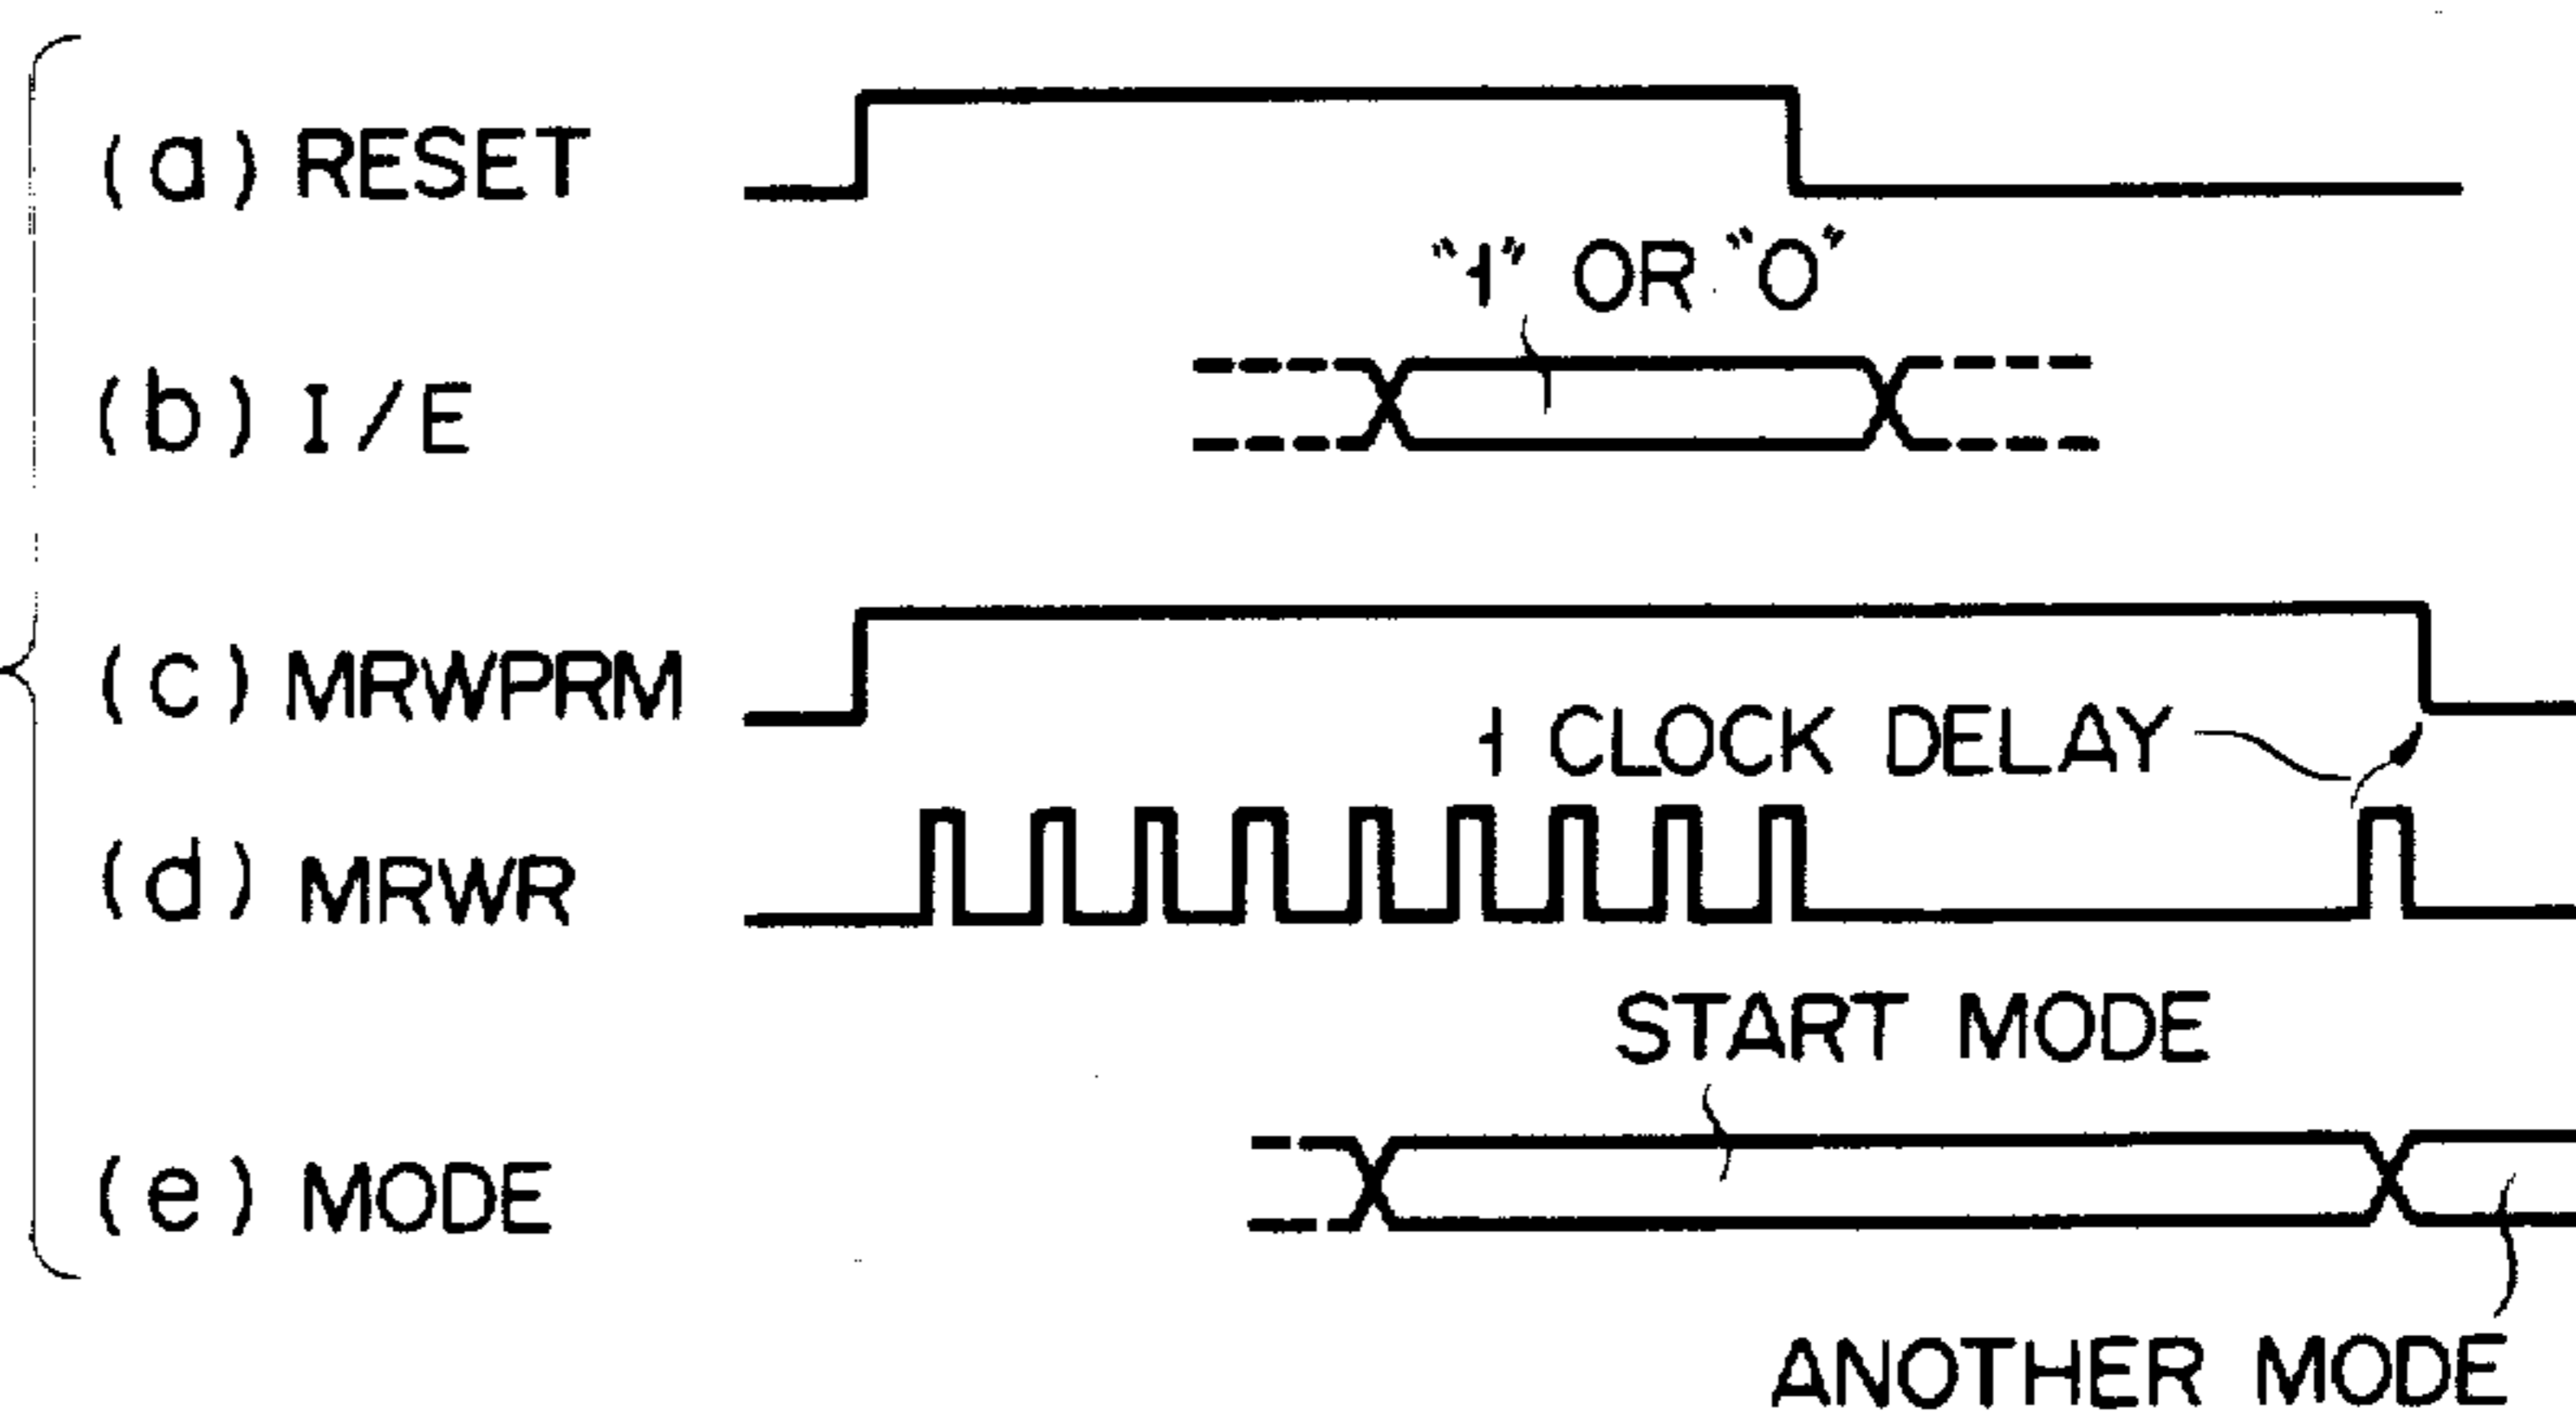 (a) RESET
"1" OR "0"
(b) I/E
(c) MRWPRM
1 CLOCK DELAY
(d) MRWR
START MODE
(e) MODE
ANOTHER MODE